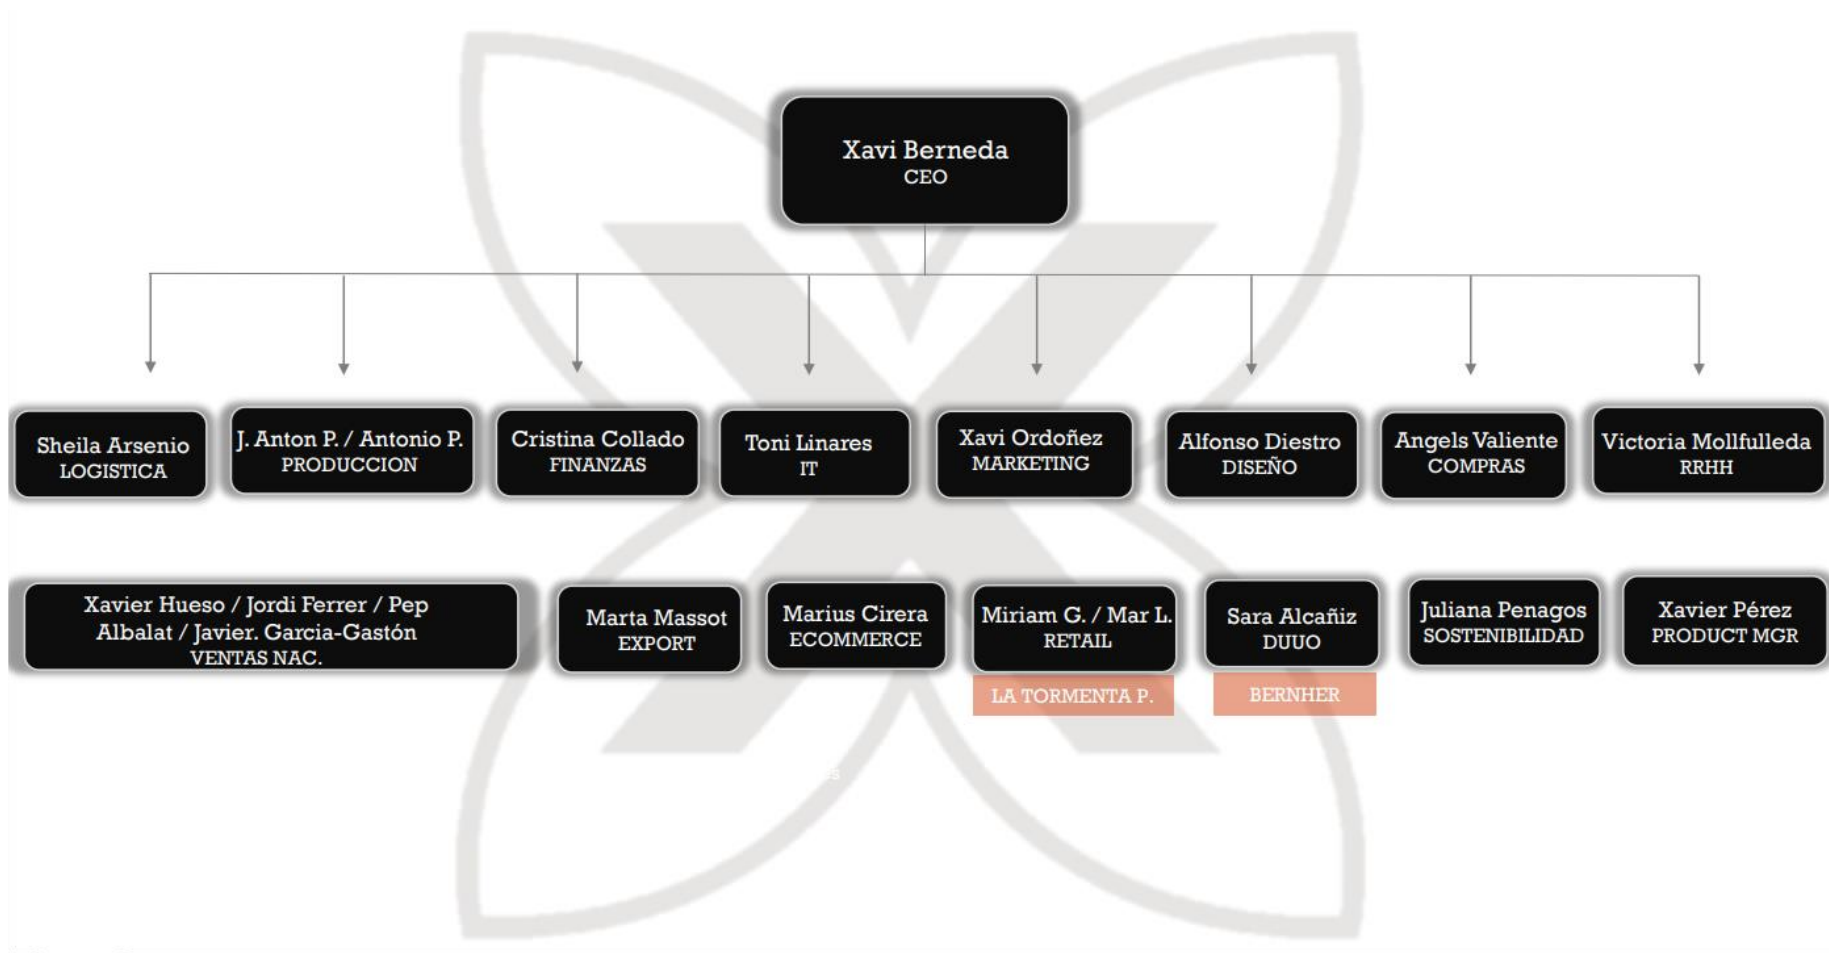 Xavi Berneda
CEO
Sheila Arsenio
LOGISTICA
J. Anton P. / Antonio P.
PRODUCCION
Cristina Collado
FINANZAS
Toni Linares
IT
Xavi Ordoñez
MARKETING
Alfonso Diestro
DISEÑO
Angels Valiente
COMPRAS
Victoria Mollfulleda
RRHH
Xavier Hueso / Jordi Ferrer / Pep
Albalat / Javier. Garcia-Gastón
VENTAS NAC.
Marta Massot
EXPORT
Marius Cirera
ECOMMERCE
Miriam G. / Mar L.
RETAIL
LA TORMENTA P.
Sara Alcañiz
DUUO
BERNHER
Juliana Penagos
SOSTENIBILIDAD
Xavier Pérez
PRODUCT MGR